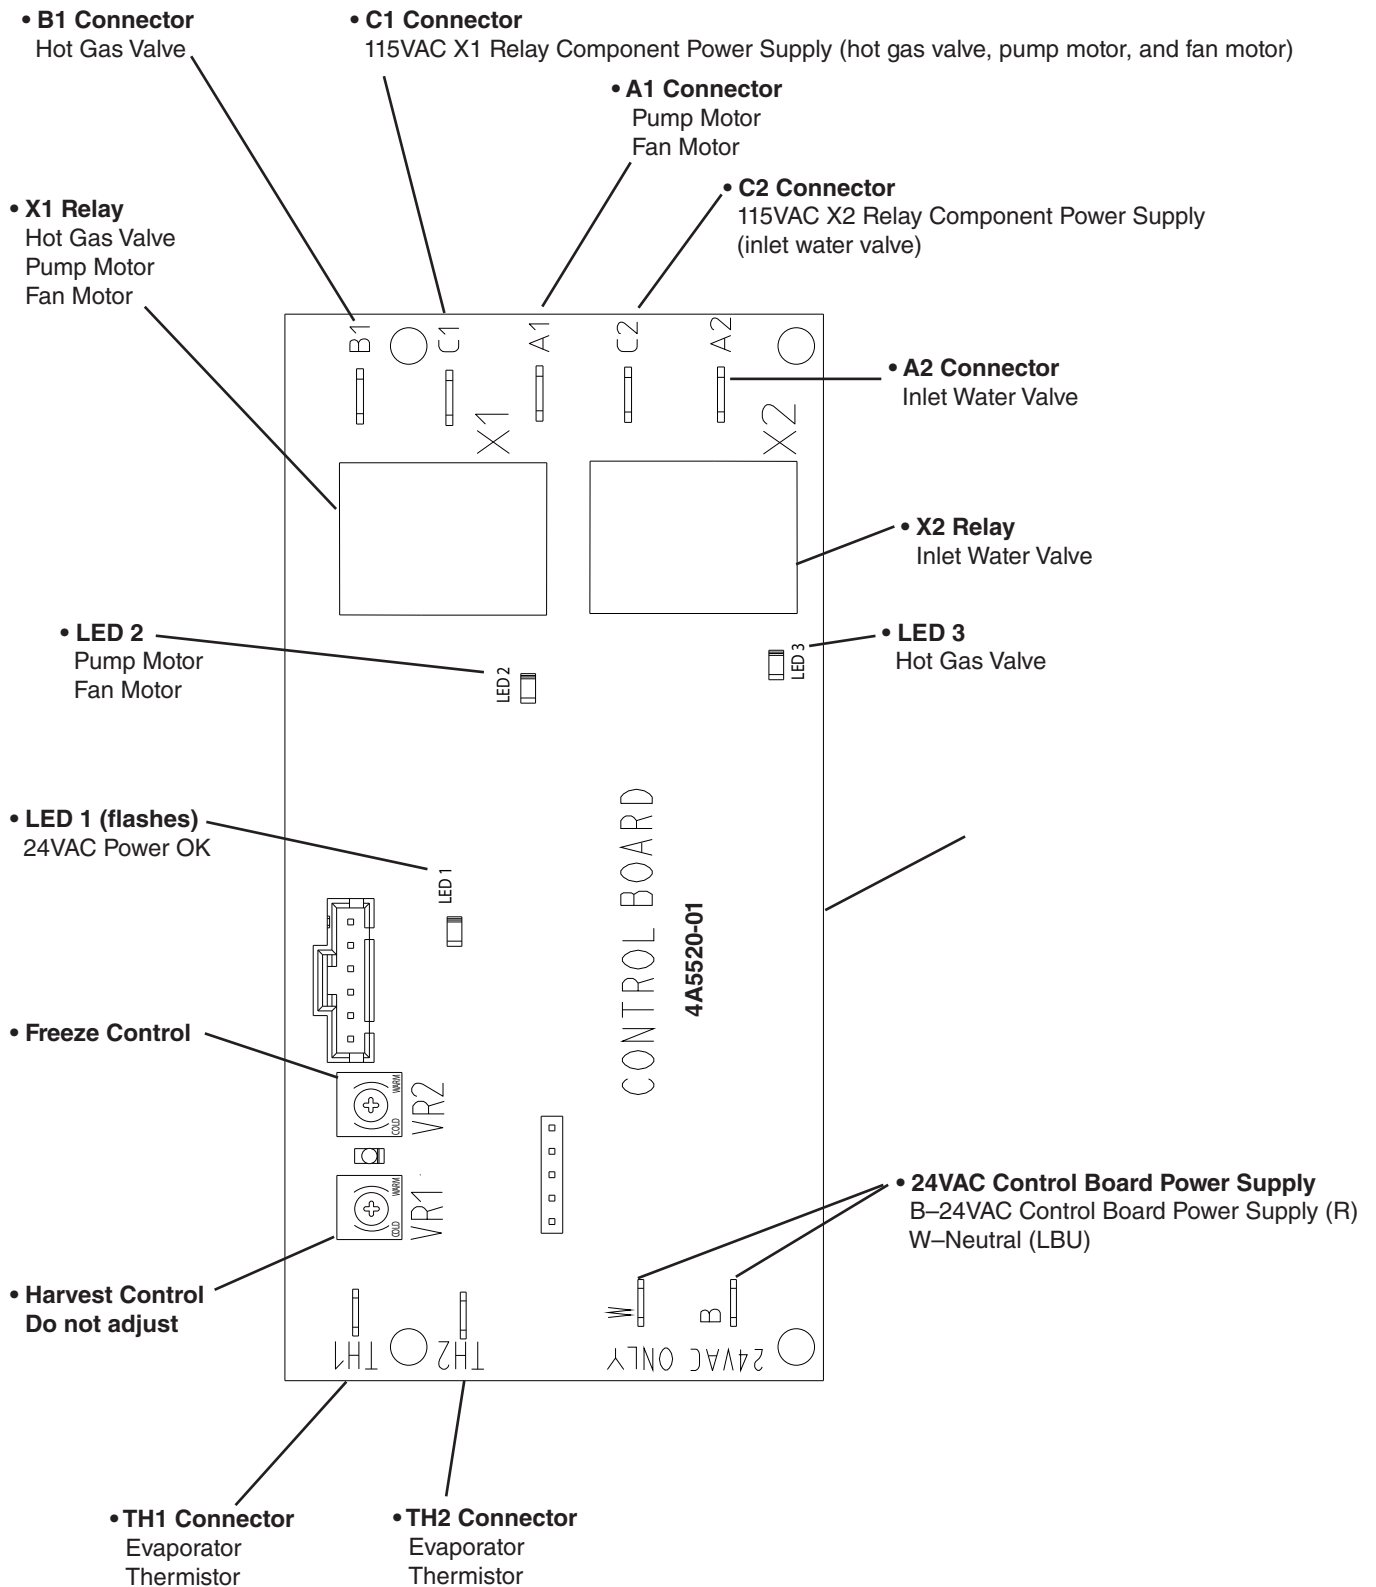 • B1 Connector
Hot Gas Valve
• C1 Connector
115VAC X1 Relay Component Power Supply (hot gas valve, pump motor, and fan motor)
• A1 Connector
Pump Motor
Fan Motor
• C2 Connector
115VAC X2 Relay Component Power Supply
(inlet water valve)
• X1 Relay
Hot Gas Valve
Pump Motor
Fan Motor
B1
C1
A1
C2
A2
• A2 Connector
Inlet Water Valve
X1
X2
• X2 Relay
Inlet Water Valve
• LED 2
Pump Motor
Fan Motor
LED 2
LED 3
• LED 3
Hot Gas Valve
• LED 1 (flashes)
24VAC Power OK
LED 1
CONTROL BOARD
4A5520-01
• Freeze Control
WARM
COLD
VR2
WARM
COLD
VR1
• 24VAC Control Board Power Supply
B–24VAC Control Board Power Supply (R)
W–Neutral (LBU)
• Harvest Control
Do not adjust
W
B
TH1
TH2
24VAC ONLY
• TH1 Connector
Evaporator
Thermistor
• TH2 Connector
Evaporator
Thermistor